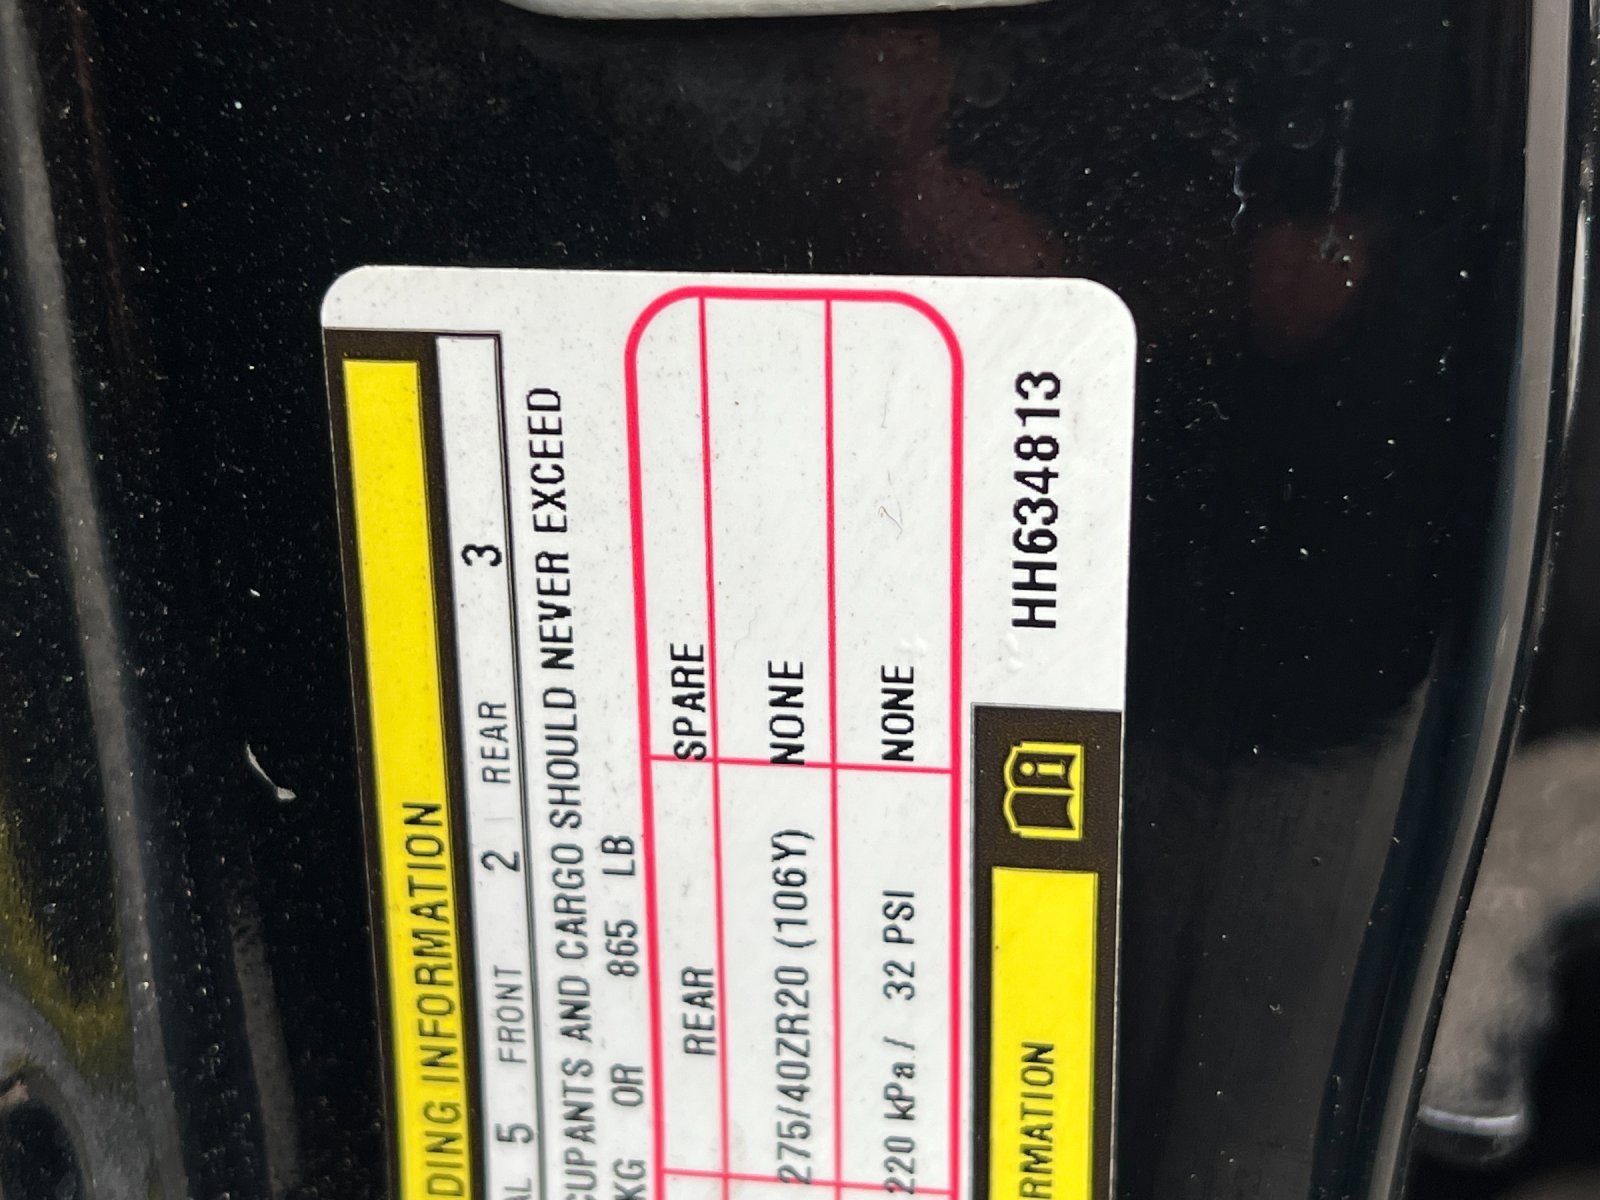 DING INFORMATION
AL 5 FRONT 2 REAR 3
CUPANTS AND CARGO SHOULD NEVER EXCEED
KG OR 865 LB
REAR SPARE
275/40ZR20 (106Y) NONE
220 kPa/ 32 PSI NONE
RMATION
HH634813